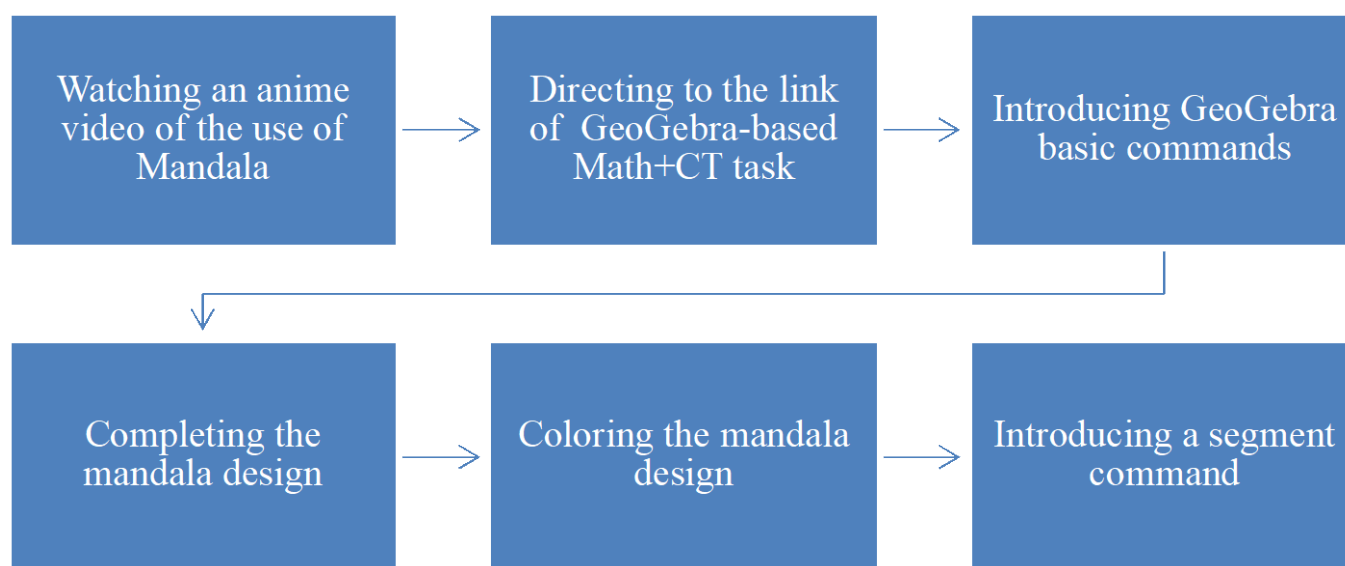 Watching an anime
video of the use of
Mandala
Directing to the link
of GeoGebra-based
Math+CT task
Introducing GeoGebra
basic commands
Completing the
mandala design
Coloring the mandala
design
Introducing a segment
command